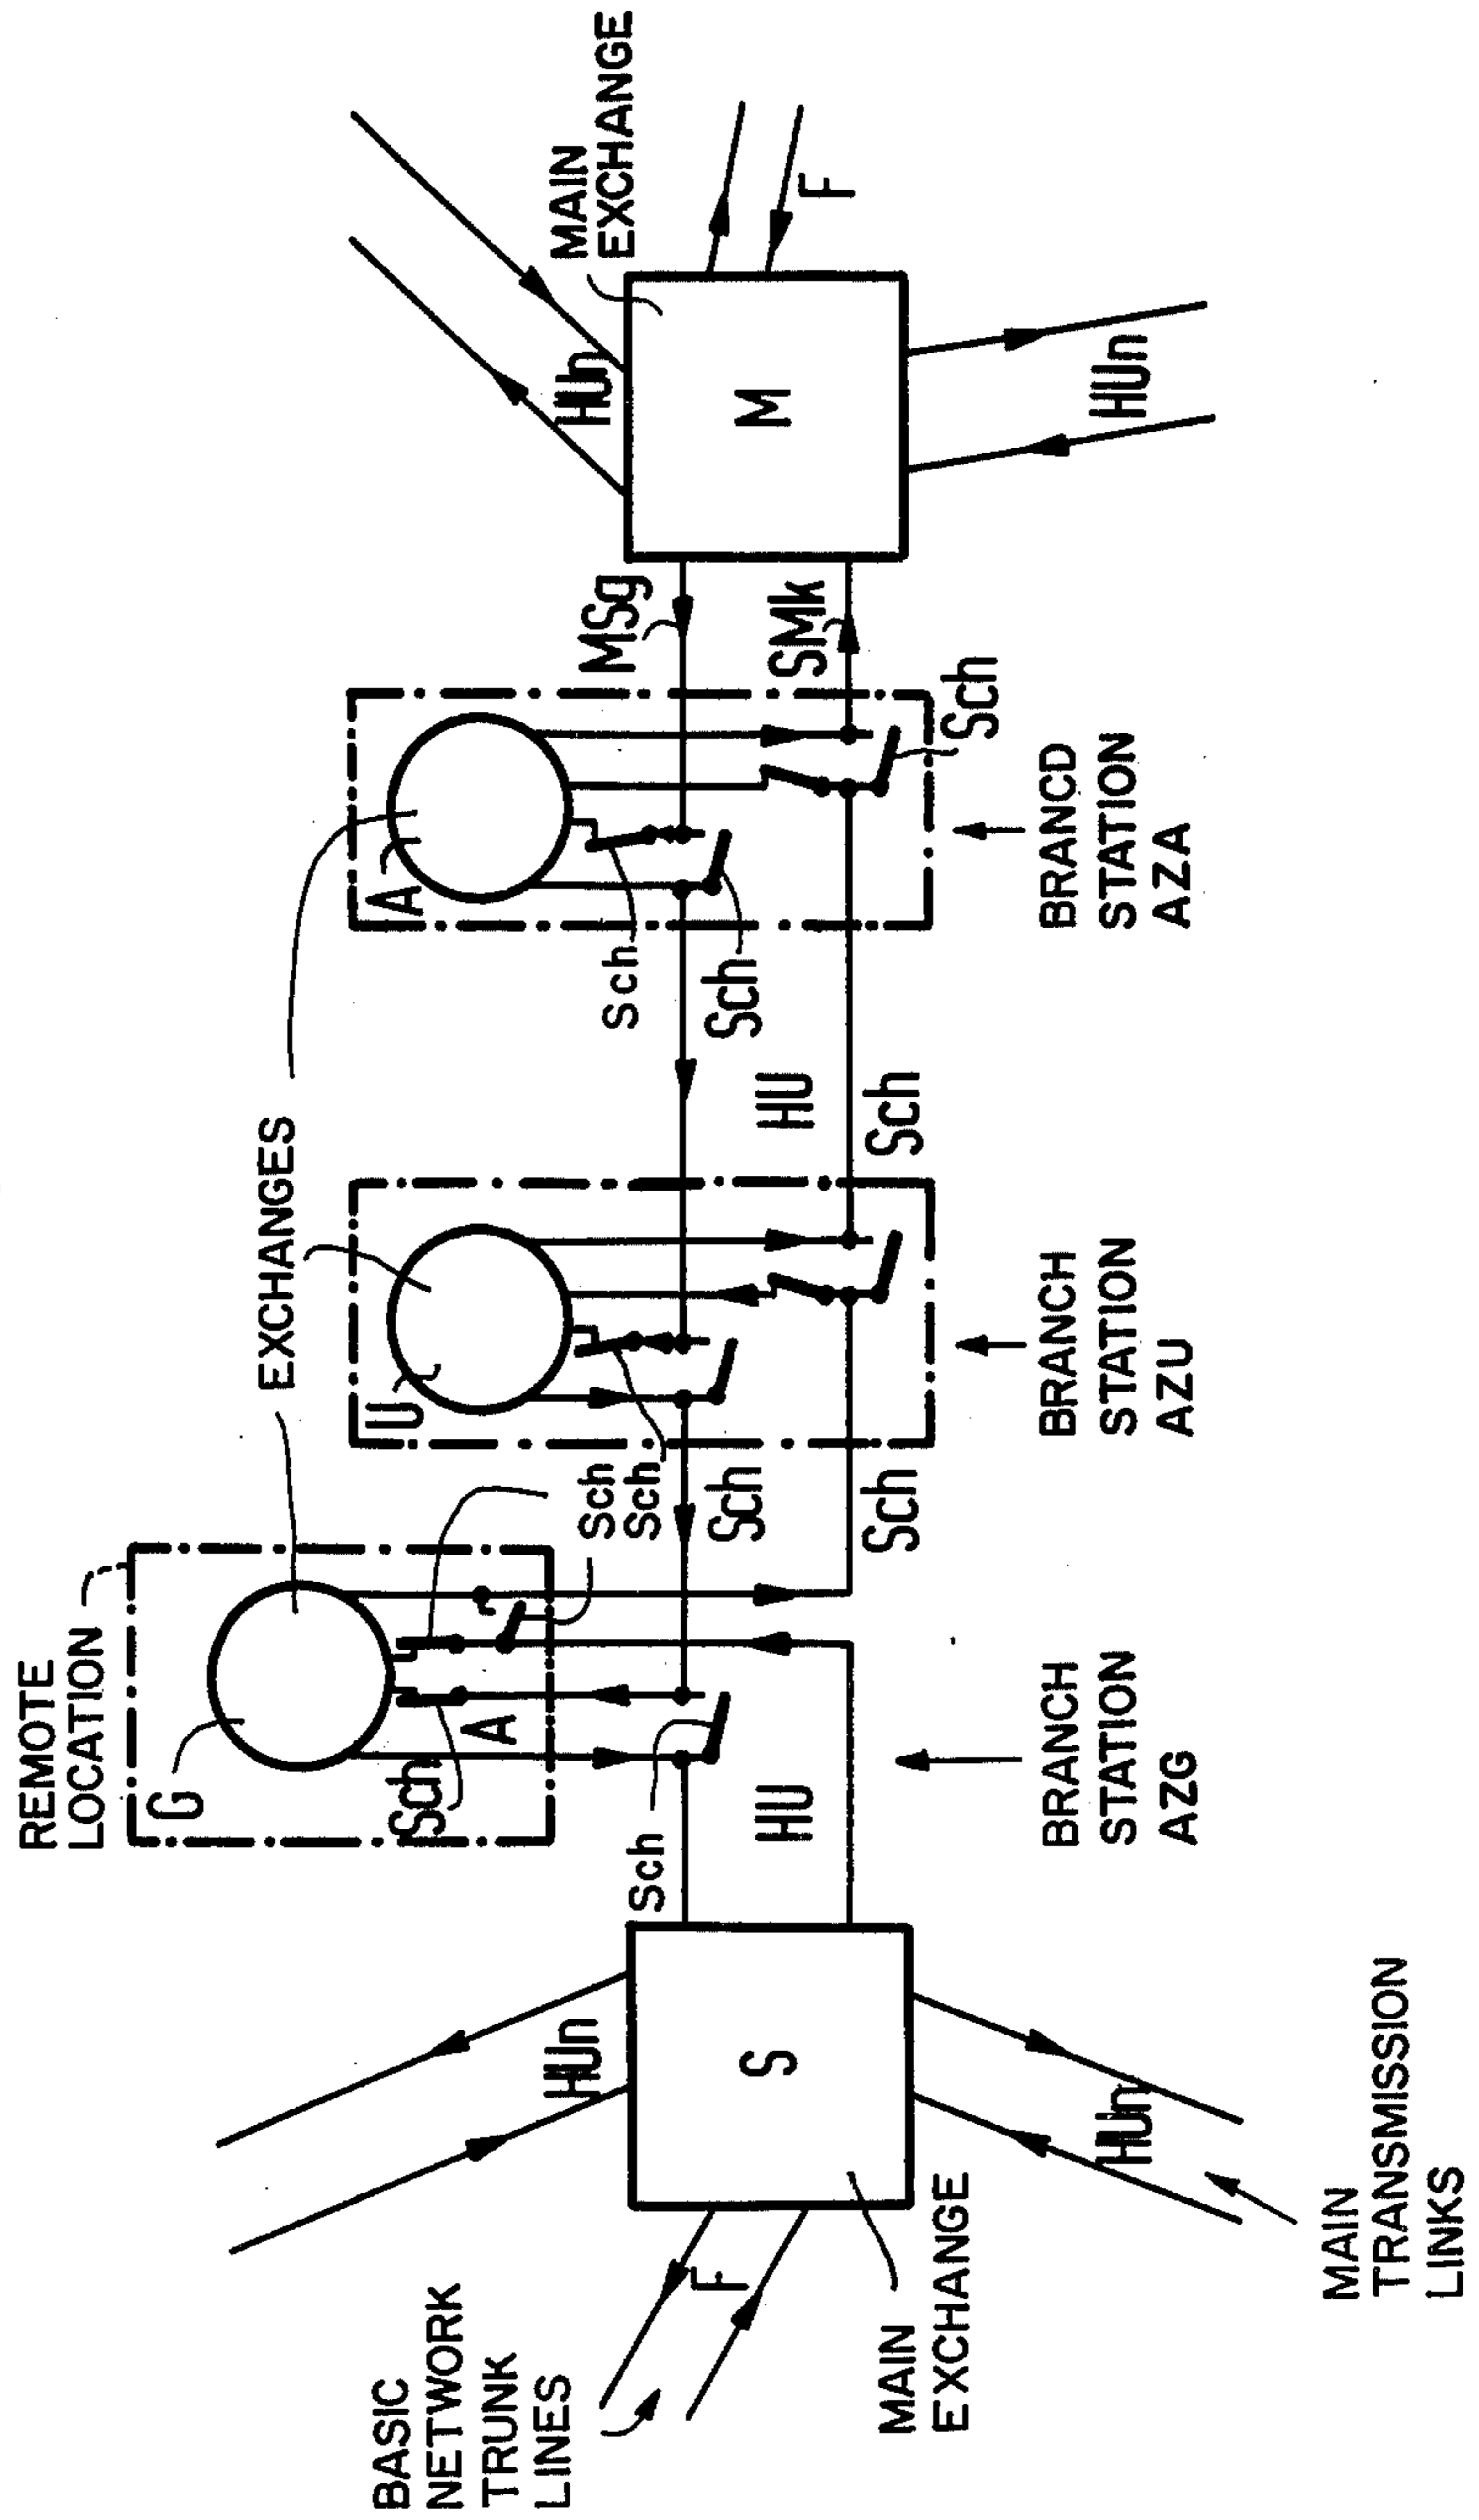 REMOTE
LOCATION
G
EXCHANGES
BASIC
NETWORK
TRUNK
LINES
Sch
A
Ü
A
HUn
Sch
Sch
Sch
Sch
MSg
HUn
MAIN
EXCHANGE
F
Sch
Sch
S
HU
HU
SMk
M
F
MAIN
EXCHANGE
Sch
Sch
Sch
HUn
BRANCH
STATION
AZG
BRANCH
STATION
AZU
BRANCD
STATION
AZA
HUn
MAIN
TRANSMISSION
LINKS